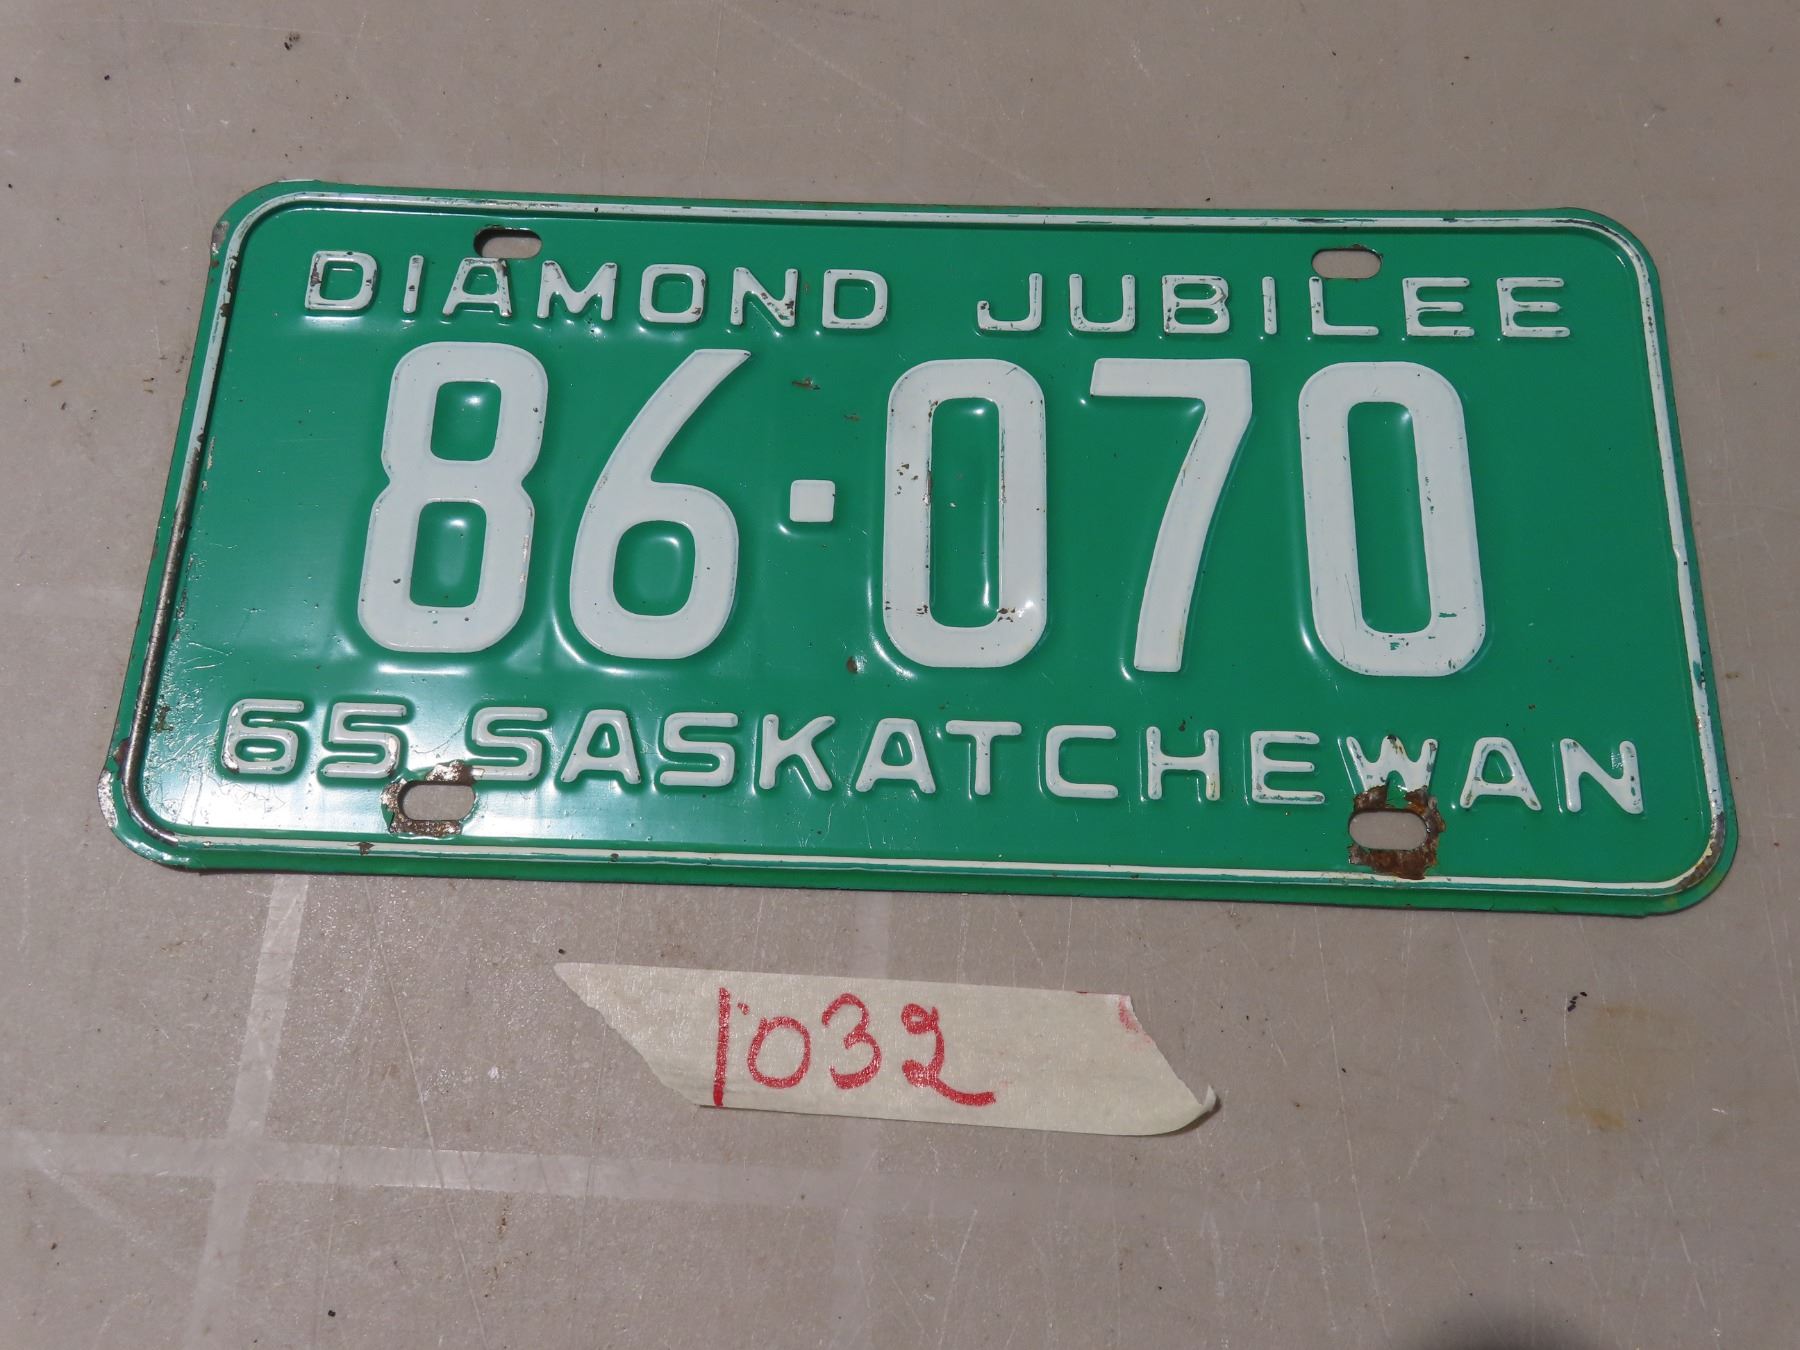 DIAMOND JUBILEE
86·070
65 SASKATCHEWAN
1032